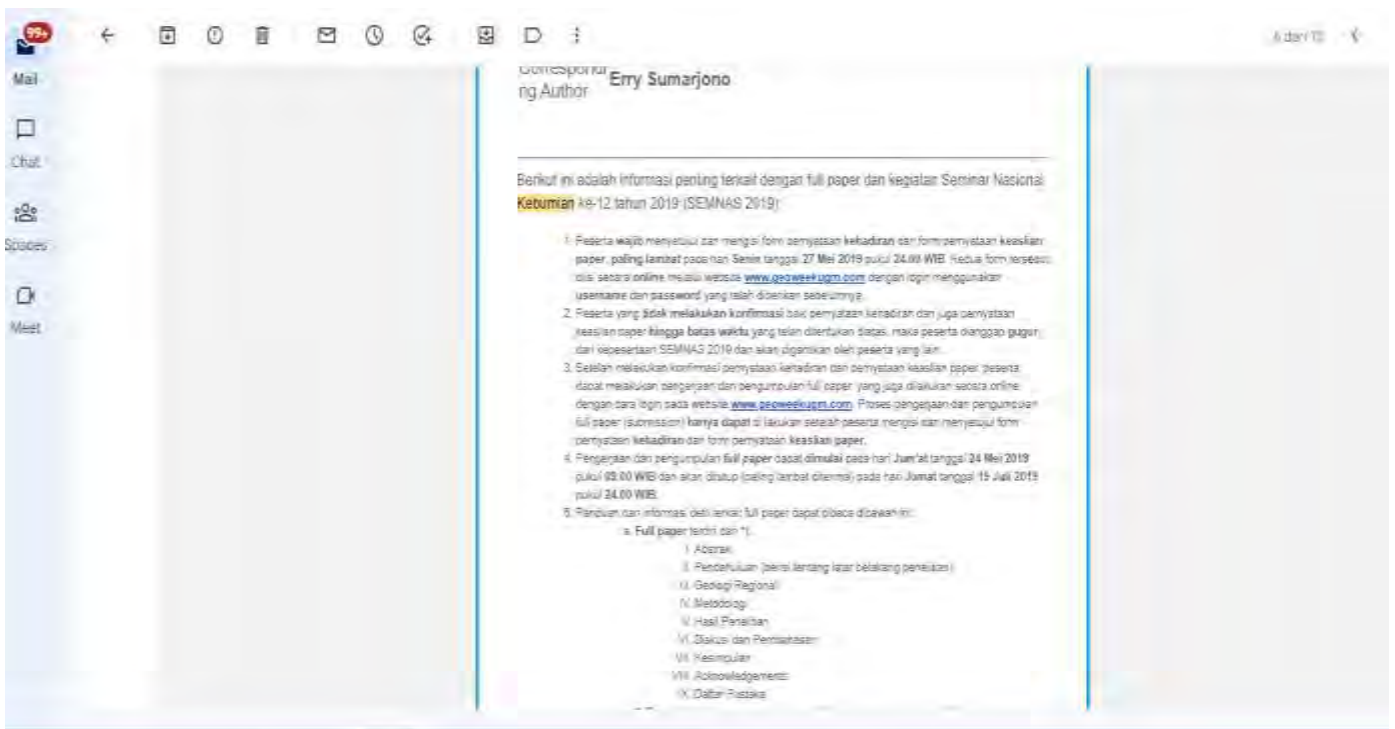 99+
Mail
Chat
Spaces
Meet
6 dari 12
Correspondi
ng Author
Erry Sumarjono
Berikut ini adalah informasi penting terkait dengan full paper dan kegiatan Seminar Nasional
Kebumian ke-12 tahun 2019 (SEMNAS 2019)
1. Peserta wajib menyetujui dan mengisi form pernyataan kehadiran dan form pernyataan keaslian
paper, paling lambat pada hari Senin tanggal 27 Mei 2019 pukul 24.00 WIB. Kedua form tersebut
diisi secara online melalui website www.geoweekugm.com dengan login menggunakan
username dan password yang telah diberikan sebelumnya.
2. Peserta yang tidak melakukan konfirmasi baik pernyataan kehadiran dan juga pernyataan
keaslian paper hingga batas waktu yang telah ditentukan diatas, maka peserta dianggap gugur
dari kepesertaan SEMNAS 2019 dan akan digantikan oleh peserta yang lain.
3. Setelah melakukan konfirmasi pernyataan kehadiran dan pernyataan keaslian paper, peserta
dapat melakukan pengerjaan dan pengumpulan full paper yang juga dilakukan secara online
dengan cara login pada website www.geoweekugm.com. Proses pengerjaan dan pengumpulan
full paper (submission) hanya dapat di lakukan setelah peserta mengisi dan menyetujui form
pernyataan kehadiran dan form pernyataan keaslian paper.
4. Pengerjaan dan pengumpulan full paper dapat dimulai pada hari Jum'at tanggal 24 Mei 2019
pukul 09.00 WIB dan akan ditutup (paling lambat diterima) pada hari Jumat tanggal 19 Juli 2019
pukul 24.00 WIB.
5. Panduan dan informasi detil terkait full paper dapat dibaca dibawah ini:
a. Full paper terdiri dari *):
I. Abstrak
II. Pendahuluan (berisi tentang latar belakang penelitian)
III. Geologi Regional
IV. Metodologi
V. Hasil Penelitian
VI. Diskusi dan Pembahasan
VII. Kesimpulan
VIII. Acknowledgements
IX. Daftar Pustaka